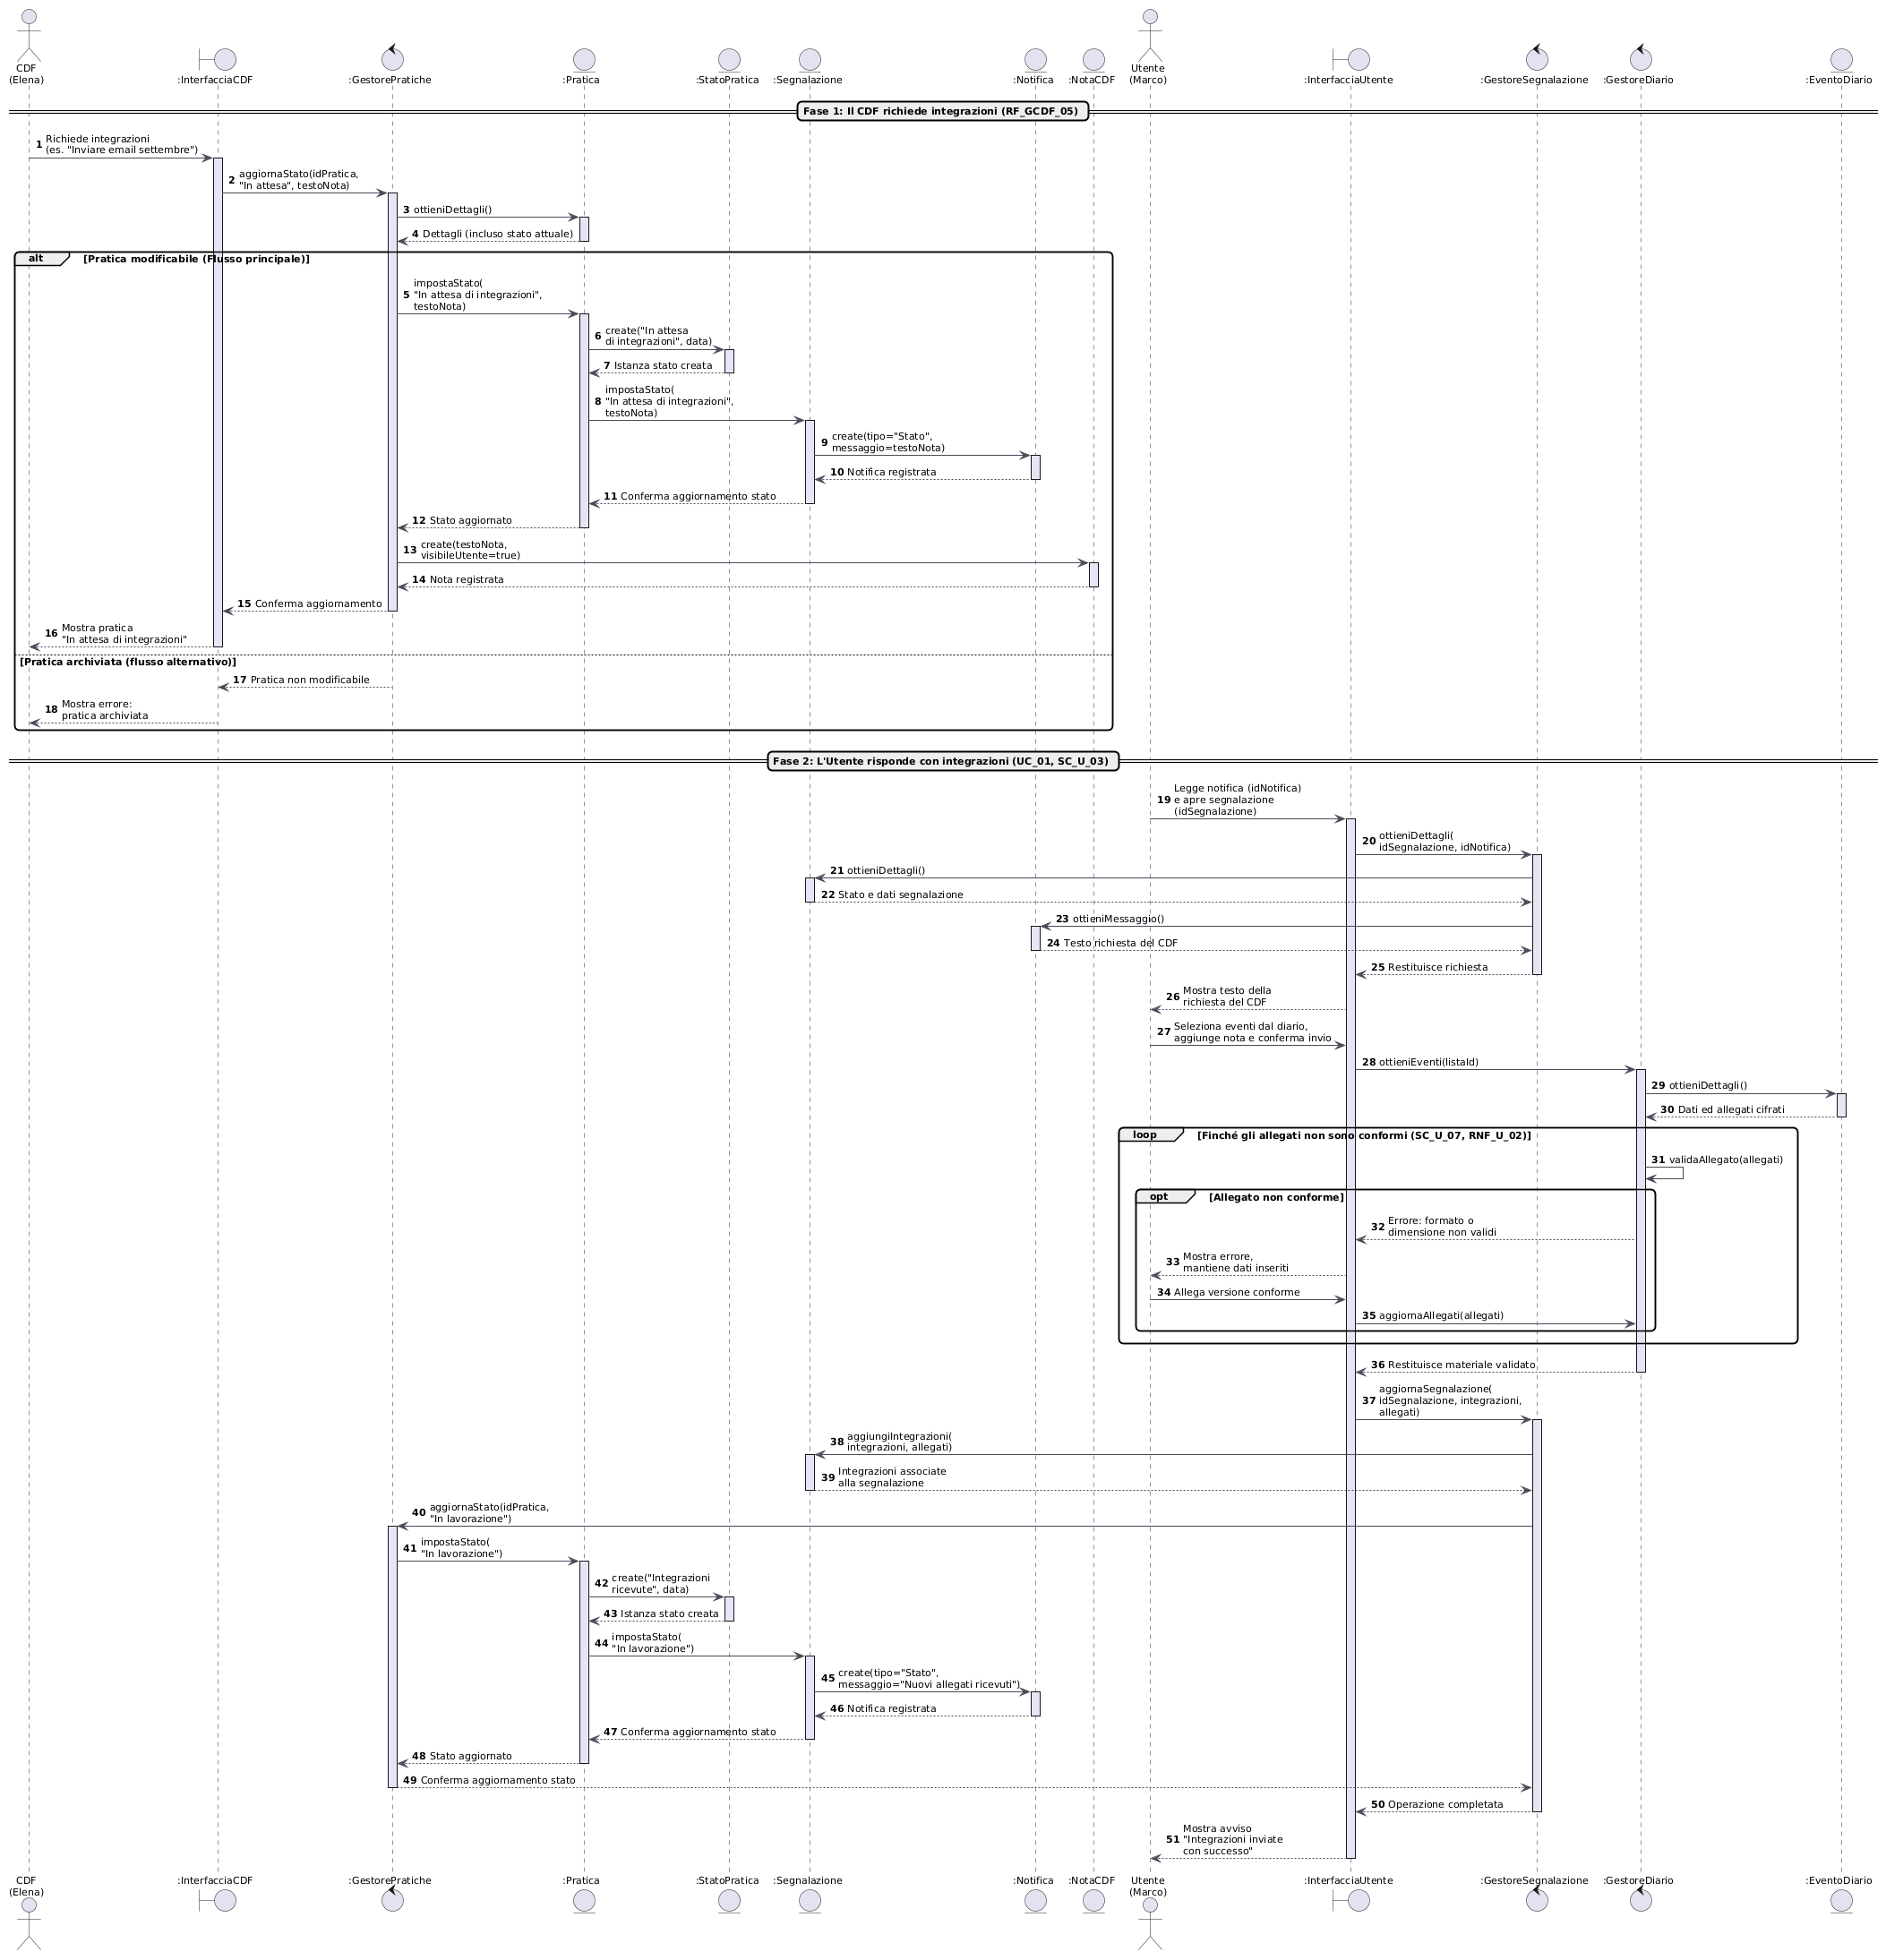 CDF
(Elena)
:InterfacciaCDF
:GestorePratiche
:Pratica
:StatoPratica
:Segnalazione
:Notifica
:NotaCDF
Utente
(Marco)
:InterfacciaUtente
:GestoreSegnalazione
:GestoreDiario
:EventoDiario
Fase 1: Il CDF richiede integrazioni (RF_GCDF_05)
1 Richiede integrazioni
(es. "Inviare email settembre")
2 aggiornaStato(idPratica,
"In attesa", testoNota)
3 ottieniDettagli()
4 Dettagli (incluso stato attuale)
alt [Pratica modificabile (Flusso principale)]
5 impostaStato(
"In attesa di integrazioni",
testoNota)
6 create("In attesa
di integrazioni", data)
7 Istanza stato creata
8 impostaStato(
"In attesa di integrazioni",
testoNota)
9 create(tipo="Stato",
messaggio=testoNota)
10 Notifica registrata
11 Conferma aggiornamento stato
12 Stato aggiornato
13 create(testoNota,
visibileUtente=true)
14 Nota registrata
15 Conferma aggiornamento
16 Mostra pratica
"In attesa di integrazioni"
[Pratica archiviata (flusso alternativo)]
17 Pratica non modificabile
18 Mostra errore:
pratica archiviata
Fase 2: L'Utente risponde con integrazioni (UC_01, SC_U_03)
19 Legge notifica (idNotifica)
e apre segnalazione
(idSegnalazione)
20 ottieniDettagli(
idSegnalazione, idNotifica)
21 ottieniDettagli()
22 Stato e dati segnalazione
23 ottieniMessaggio()
24 Testo richiesta del CDF
25 Restituisce richiesta
26 Mostra testo della
richiesta del CDF
27 Seleziona eventi dal diario,
aggiunge nota e conferma invio
28 ottieniEventi(listaId)
29 ottieniDettagli()
30 Dati ed allegati cifrati
loop [Finché gli allegati non sono conformi (SC_U_07, RNF_U_02)]
31 validaAllegato(allegati)
opt [Allegato non conforme]
32 Errore: formato o
dimensione non validi
33 Mostra errore,
mantiene dati inseriti
34 Allega versione conforme
35 aggiornaAllegati(allegati)
36 Restituisce materiale validato
37 aggiornaSegnalazione(
idSegnalazione, integrazioni,
allegati)
38 aggiungiIntegrazioni(
integrazioni, allegati)
39 Integrazioni associate
alla segnalazione
40 aggiornaStato(idPratica,
"In lavorazione")
41 impostaStato(
"In lavorazione")
42 create("Integrazioni
ricevute", data)
43 Istanza stato creata
44 impostaStato(
"In lavorazione")
45 create(tipo="Stato",
messaggio="Nuovi allegati ricevuti")
46 Notifica registrata
47 Conferma aggiornamento stato
48 Stato aggiornato
49 Conferma aggiornamento stato
50 Operazione completata
51 Mostra avviso
"Integrazioni inviate
con successo"
CDF
(Elena)
:InterfacciaCDF
:GestorePratiche
:Pratica
:StatoPratica
:Segnalazione
:Notifica
:NotaCDF
Utente
(Marco)
:InterfacciaUtente
:GestoreSegnalazione
:GestoreDiario
:EventoDiario